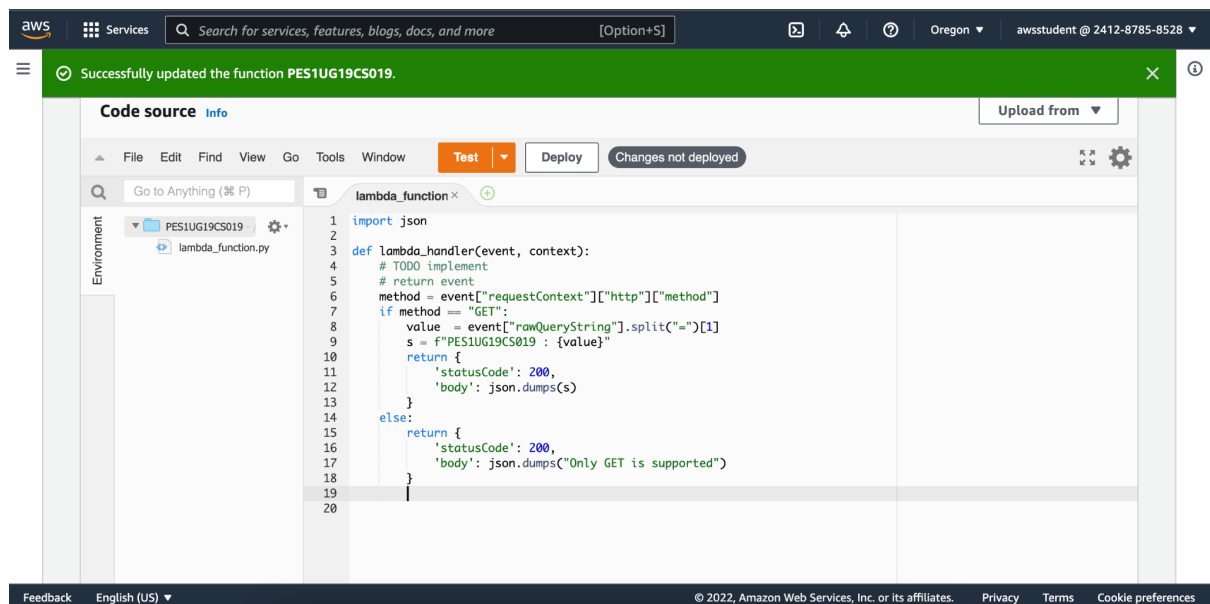 aws Services Search for services, features, blogs, docs, and more [Option+S] Oregon ▼ awsstudent @ 2412-8785-8528 ▼
Successfully updated the function PES1UG19CS019.
Code source Info Upload from ▼
File Edit Find View Go Tools Window Test Deploy Changes not deployed
Go to Anything (⌘ P) lambda_function ×
Environment
PES1UG19CS019
lambda_function.py
1 import json
2
3 def lambda_handler(event, context):
4     # TODO implement
5     # return event
6     method = event["requestContext"]["http"]["method"]
7     if method == "GET":
8         value  = event["rawQueryString"].split("=")[1]
9         s = f"PES1UG19CS019 : {value}"
10         return {
11             'statusCode': 200,
12             'body': json.dumps(s)
13         }
14     else:
15         return {
16             'statusCode': 200,
17             'body': json.dumps("Only GET is supported")
18         }
19
20
Feedback English (US) ▼ © 2022, Amazon Web Services, Inc. or its affiliates. Privacy Terms Cookie preferences